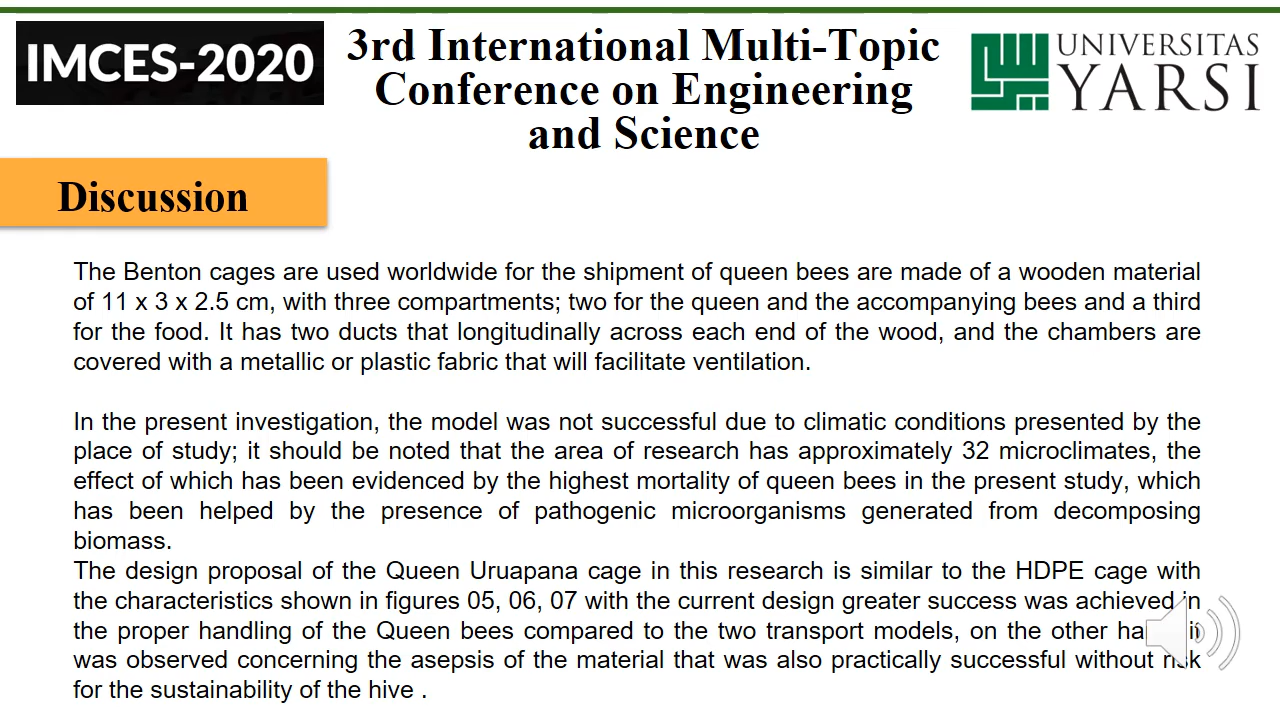 IMCES-2020
3rd International Multi-Topic
Conference on Engineering
and Science
UNIVERSITAS
YARSI
Discussion
The Benton cages are used worldwide for the shipment of queen bees are made of a wooden material
of 11 x 3 x 2.5 cm, with three compartments; two for the queen and the accompanying bees and a third
for the food. It has two ducts that longitudinally across each end of the wood, and the chambers are
covered with a metallic or plastic fabric that will facilitate ventilation.
In the present investigation, the model was not successful due to climatic conditions presented by the
place of study; it should be noted that the area of research has approximately 32 microclimates, the
effect of which has been evidenced by the highest mortality of queen bees in the present study, which
has been helped by the presence of pathogenic microorganisms generated from decomposing
biomass.
The design proposal of the Queen Uruapana cage in this research is similar to the HDPE cage with
the characteristics shown in figures 05, 06, 07 with the current design greater success was achieved in
the proper handling of the Queen bees compared to the two transport models, on the other hand it
was observed concerning the asepsis of the material that was also practically successful without risk
for the sustainability of the hive .